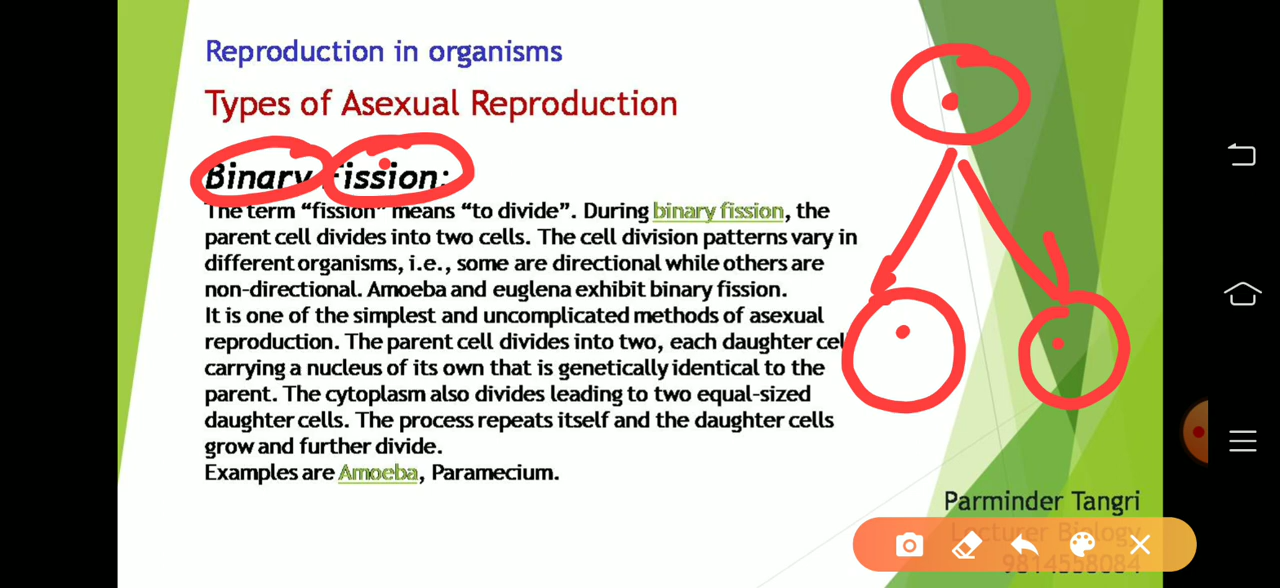 Reproduction in organisms
Types of Asexual Reproduction
Binary Fission:
The term “fission” means “to divide”. During binary fission, the
parent cell divides into two cells. The cell division patterns vary in
different organisms, i.e., some are directional while others are
non-directional. Amoeba and euglena exhibit binary fission.
It is one of the simplest and uncomplicated methods of asexual
reproduction. The parent cell divides into two, each daughter cell
carrying a nucleus of its own that is genetically identical to the
parent. The cytoplasm also divides leading to two equal-sized
daughter cells. The process repeats itself and the daughter cells
grow and further divide.
Examples are Amoeba, Paramecium.
Parminder Tangri
Lecturer Biology
9814558084